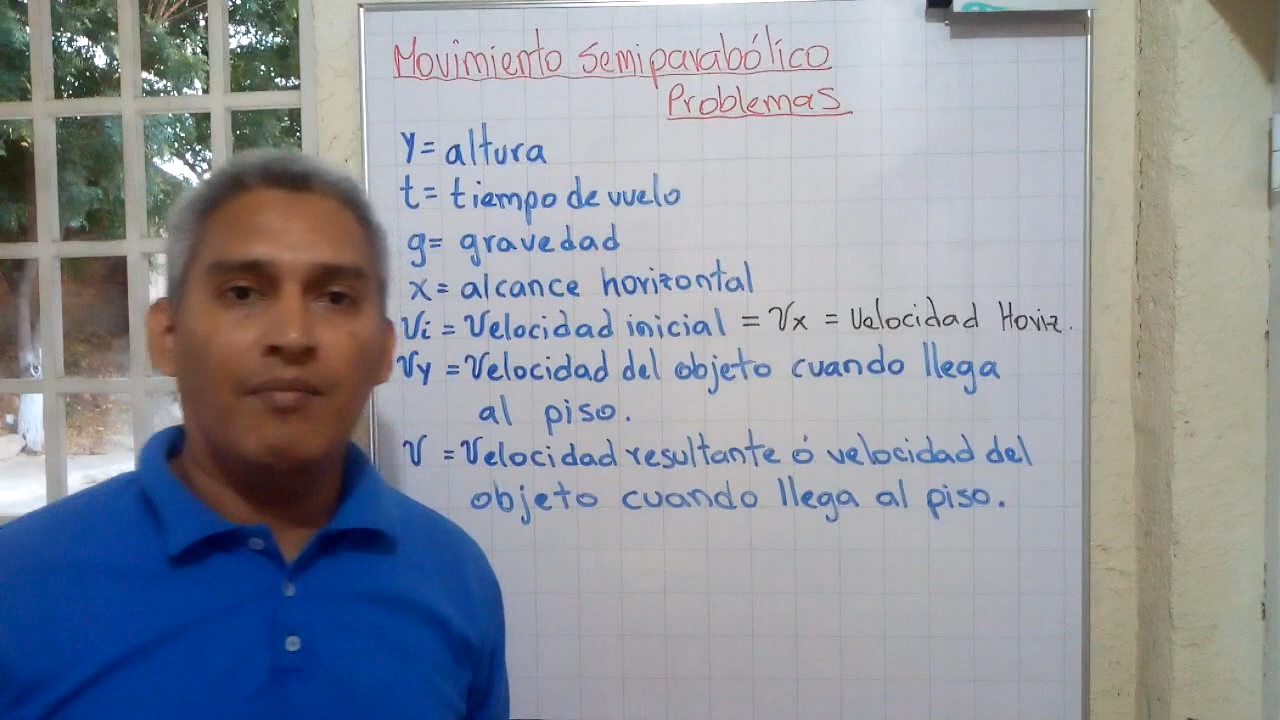 Movimiento Semiparabólico
Problemas
y= altura
t= tiempo de vuelo
g= gravedad
x= alcance horizontal
Vi = Velocidad inicial = Vx = Velocidad Horiz.
Vy = Velocidad del objeto cuando llega
al piso.
V = Velocidad resultante ó velocidad del
objeto cuando llega al piso.